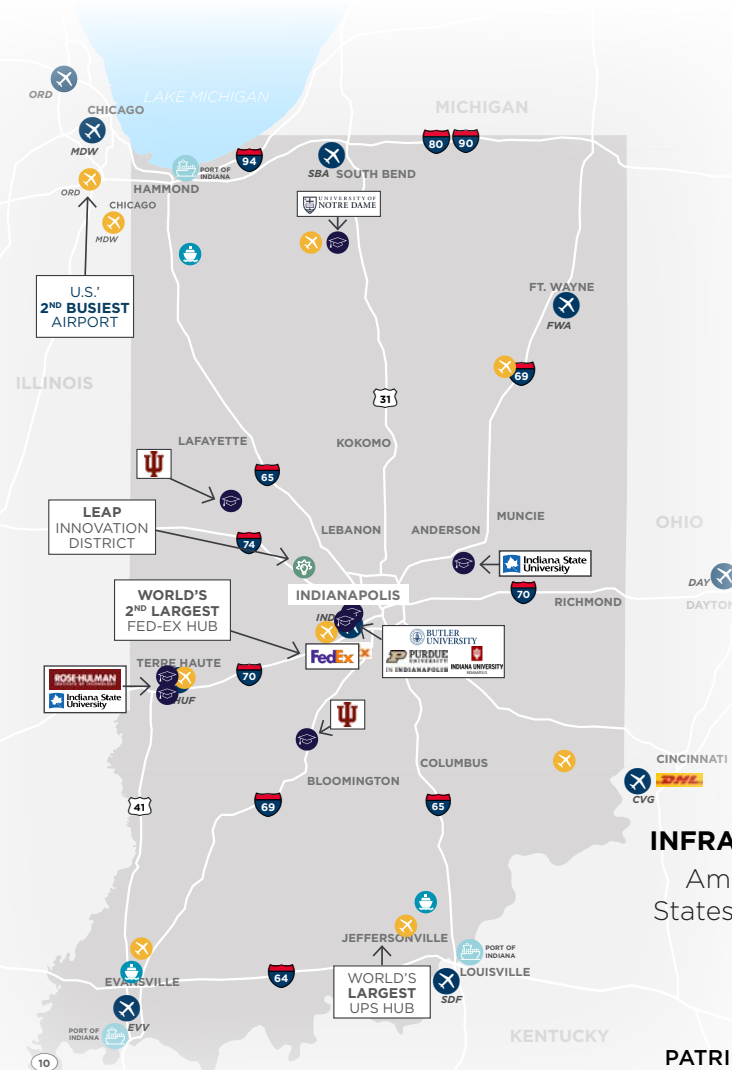 ORD
LAKE MICHIGAN
CHICAGO
MICHIGAN
MDW
94
80
90
PORT OF
INDIANA
SBA
SOUTH BEND
ORD
HAMMOND
CHICAGO
UNIVERSITY OF
NOTRE DAME
MDW
U.S.'
2ND BUSIEST
AIRPORT
FT. WAYNE
FWA
ILLINOIS
69
31
LAFAYETTE
KOKOMO
65
LEAP
INNOVATION
DISTRICT
MUCIE
LEBANON
ANDERSON
OHIO
74
Indiana State
University
DAY
WORLD'S
2ND LARGEST
FED-EX HUB
INDIANAPOLIS
70
RICHMOND
DAYTON
IND
BUTLER
UNIVERSITY
PURDUE
UNIVERSITY
IN INDIANAPOLIS
INDIANA UNIVERSITY
INDIANAPOLIS
FedEx
TERRE HAUTE
ROSE-HULMAN
INSTITUTE OF TECHNOLOGY
Indiana State
University
70
HUF
COLUMBUS
CINCINNATI
BLOOMINGTON
DHL
CVG
41
69
65
INFRA
Am
States
JEFFERSONVILLE
PORT OF
INDIANA
EVANSVILLE
64
WORLD'S
LARGEST
UPS HUB
LOUISVILLE
SDF
EVV
PORT OF
INDIANA
KENTUCKY
10
PATRI